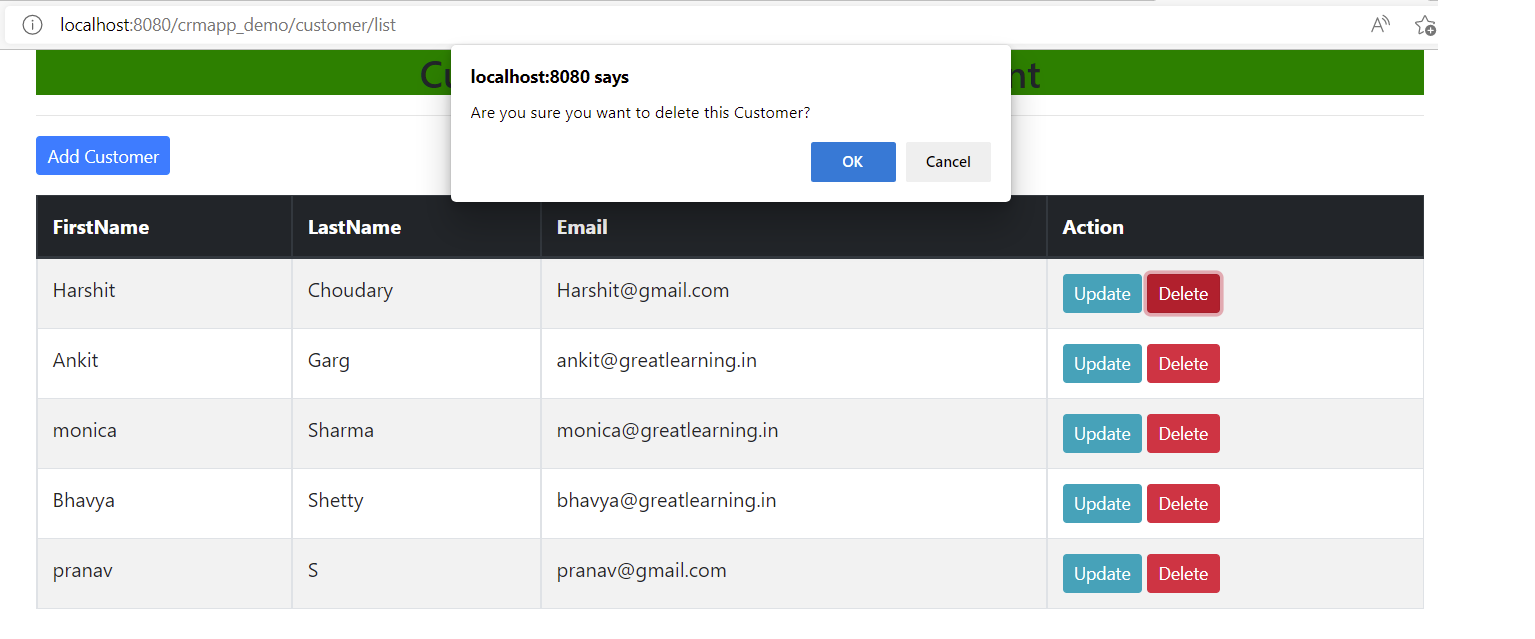 localhost:8080/crmapp_demo/customer/list
localhost:8080 says
Are you sure you want to delete this Customer?
OK Cancel
Add Customer
FirstName LastName Email Action
Harshit Choudary Harshit@gmail.com Update Delete
Ankit Garg ankit@greatlearning.in Update Delete
monica Sharma monica@greatlearning.in Update Delete
Bhavya Shetty bhavya@greatlearning.in Update Delete
pranav S pranav@gmail.com Update Delete